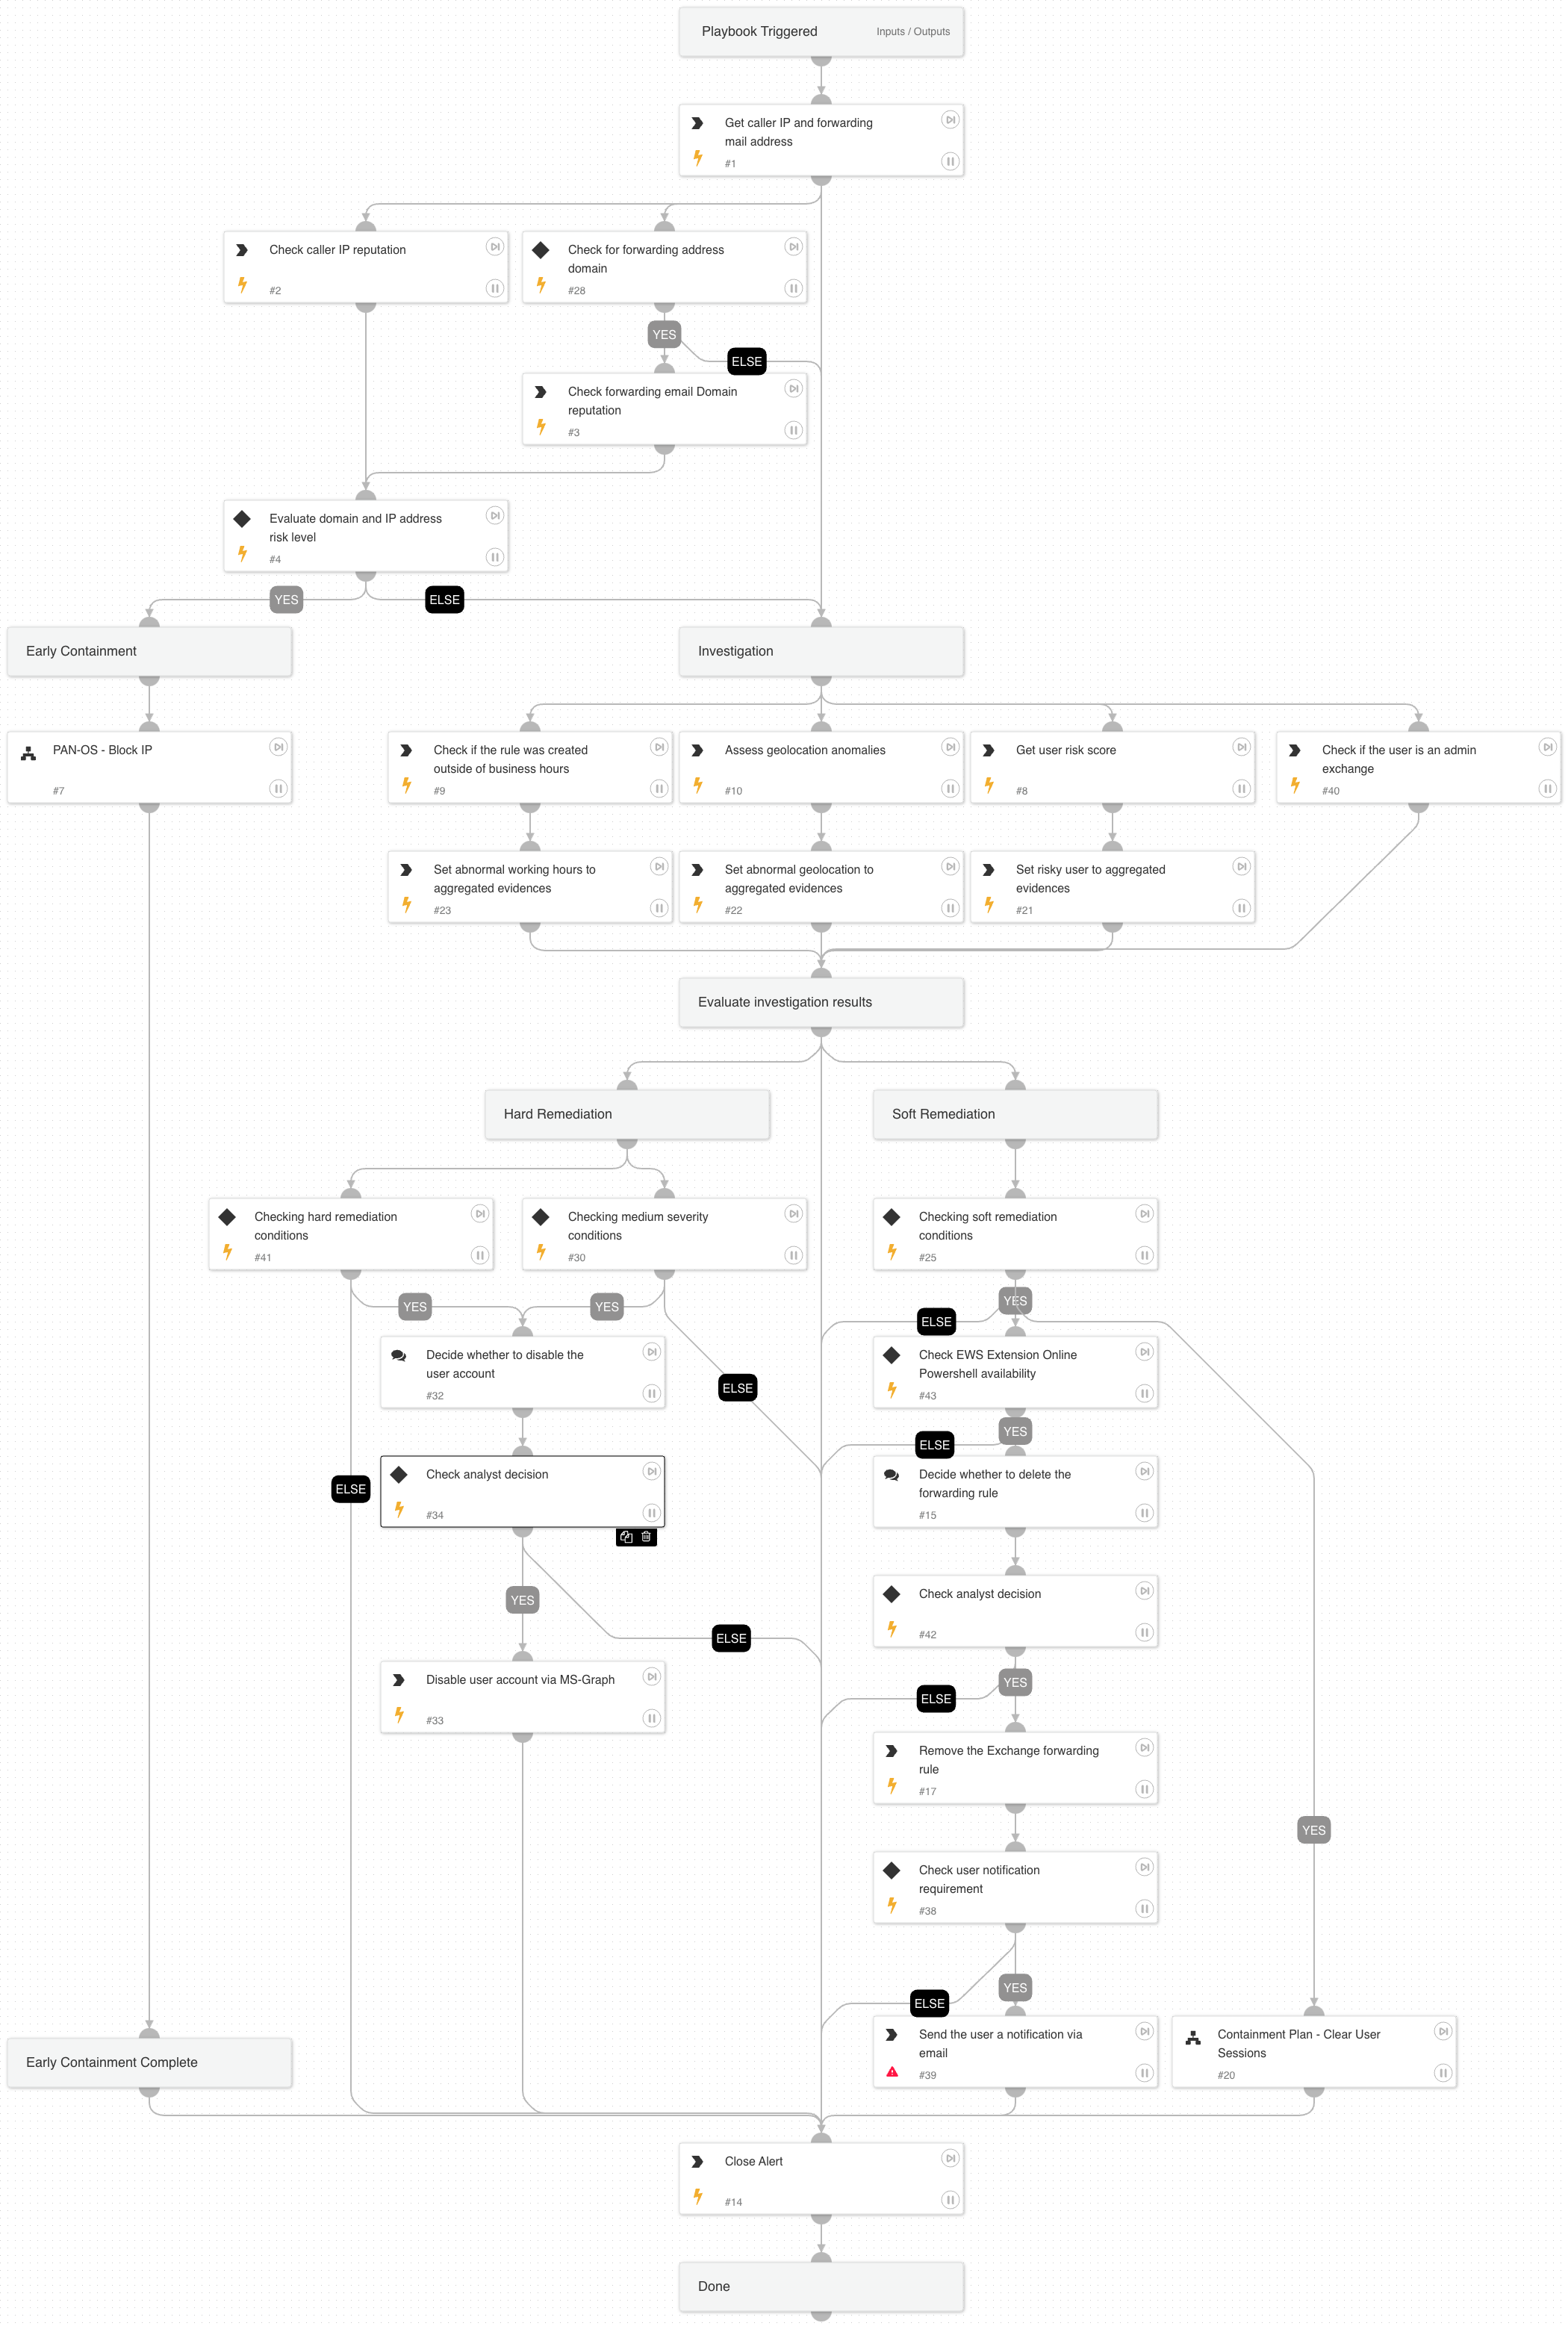 Playbook Triggered
Inputs / Outputs
Get caller IP and forwarding
mail address
#1
Check caller IP reputation
#2
Check for forwarding address
domain
#28
YES
ELSE
Check forwarding email Domain
reputation
#3
Evaluate domain and IP address
risk level
#4
YES
ELSE
Early Containment
Investigation
PAN-OS - Block IP
#7
Check if the rule was created
outside of business hours
#9
Assess geolocation anomalies
#10
Get user risk score
#8
Check if the user is an admin
exchange
#40
Set abnormal working hours to
aggregated evidences
#23
Set abnormal geolocation to
aggregated evidences
#22
Set risky user to aggregated
evidences
#21
Evaluate investigation results
Hard Remediation
Soft Remediation
Checking hard remediation
conditions
#41
Checking medium severity
conditions
#30
Checking soft remediation
conditions
#25
YES
YES
YES
ELSE
Decide whether to disable the
user account
#32
Check EWS Extension Online
Powershell availability
#43
ELSE
YES
ELSE
Check analyst decision
#34
ELSE
Decide whether to delete the
forwarding rule
#15
YES
ELSE
Check analyst decision
#42
Disable user account via MS-Graph
#33
YES
ELSE
Remove the Exchange forwarding
rule
#17
YES
Check user notification
requirement
#38
YES
ELSE
Early Containment Complete
Send the user a notification via
email
#39
Containment Plan - Clear User
Sessions
#20
Close Alert
#14
Done